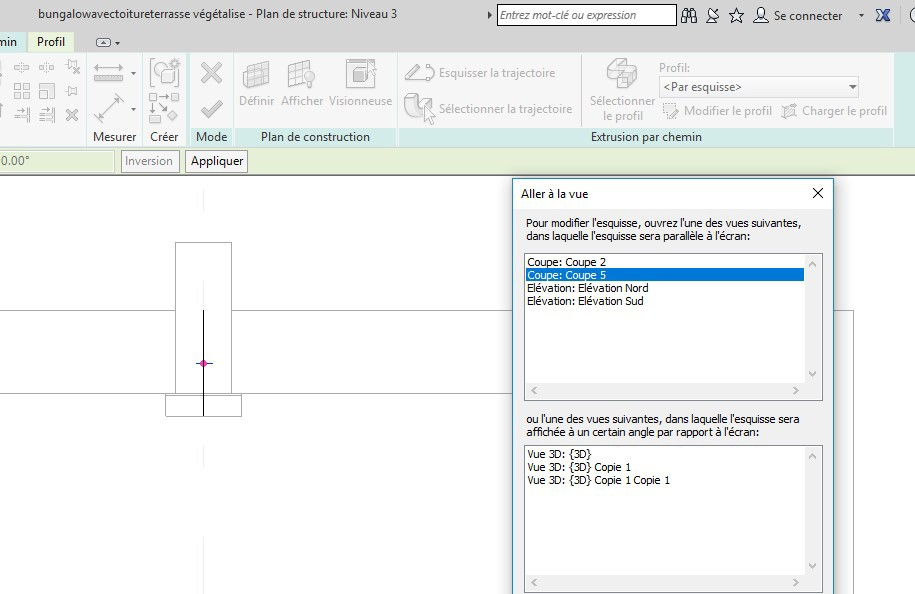 bungalowavectoitureterrasse végétalise - Plan de structure: Niveau 3
Entrez mot-clé ou expression
Se connecter
min
Profil
Définir
Afficher
Visionneuse
Esquisser la trajectoire
Sélectionner la trajectoire
Sélectionner
le profil
Profil:
<Par esquisse>
Modifier le profil
Charger le profil
Mesurer
Créer
Mode
Plan de construction
Extrusion par chemin
0.00°
Inversion
Appliquer
Aller à la vue
Pour modifier l'esquisse, ouvrez l'une des vues suivantes,
dans laquelle l'esquisse sera parallèle à l'écran:
Coupe: Coupe 2
Coupe: Coupe 5
Elévation: Elévation Nord
Elévation: Elévation Sud
ou l'une des vues suivantes, dans laquelle l'esquisse sera
affichée à un certain angle par rapport à l'écran:
Vue 3D: {3D}
Vue 3D: {3D} Copie 1
Vue 3D: {3D} Copie 1 Copie 1